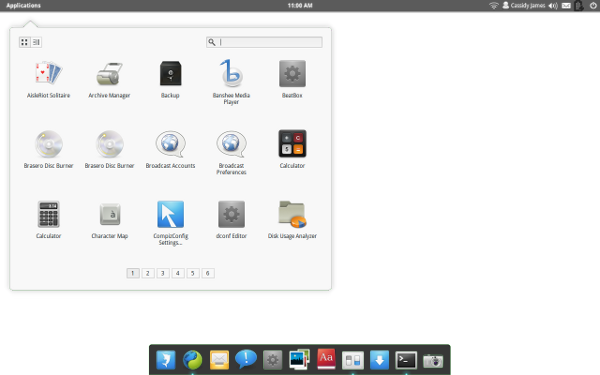 Applications
11:00 AM
Cassidy James
AisleRiot Solitaire
Archive Manager
Backup
Banshee Media
Player
BeatBox
Brasero Disc Burner
Brasero Disc Burner
Broadcast Accounts
Broadcast
Preferences
Calculator
Calculator
Character Map
CompizConfig
Settings...
dconf Editor
Disk Usage Analyzer
1 2 3 4 5 6
Aa